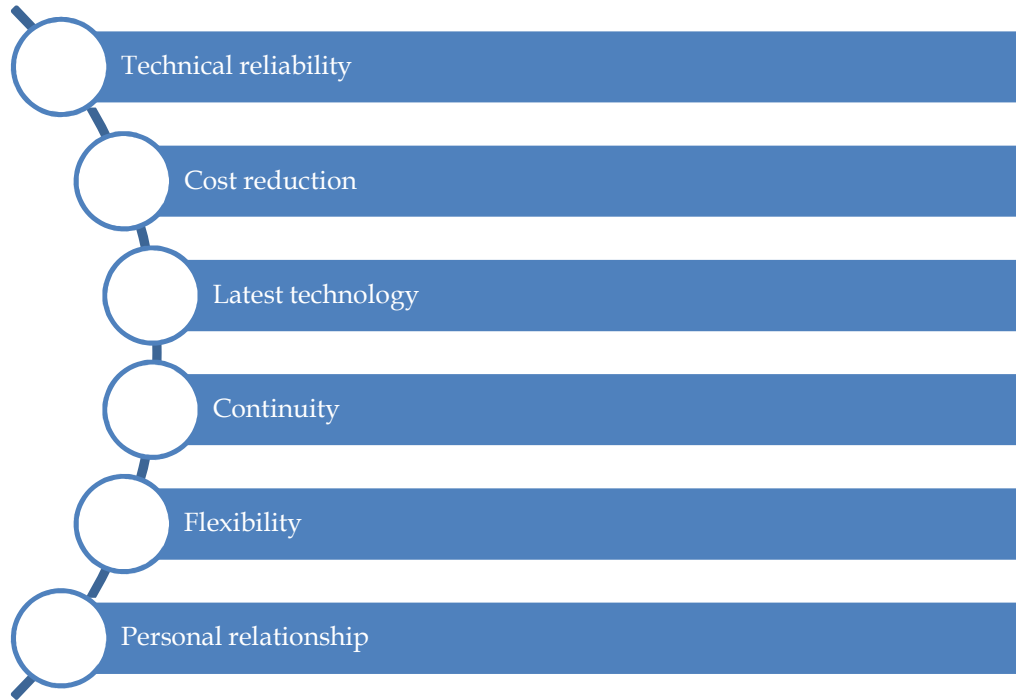 Technical reliability
Cost reduction
Latest technology
Continuity
Flexibility
Personal relationship